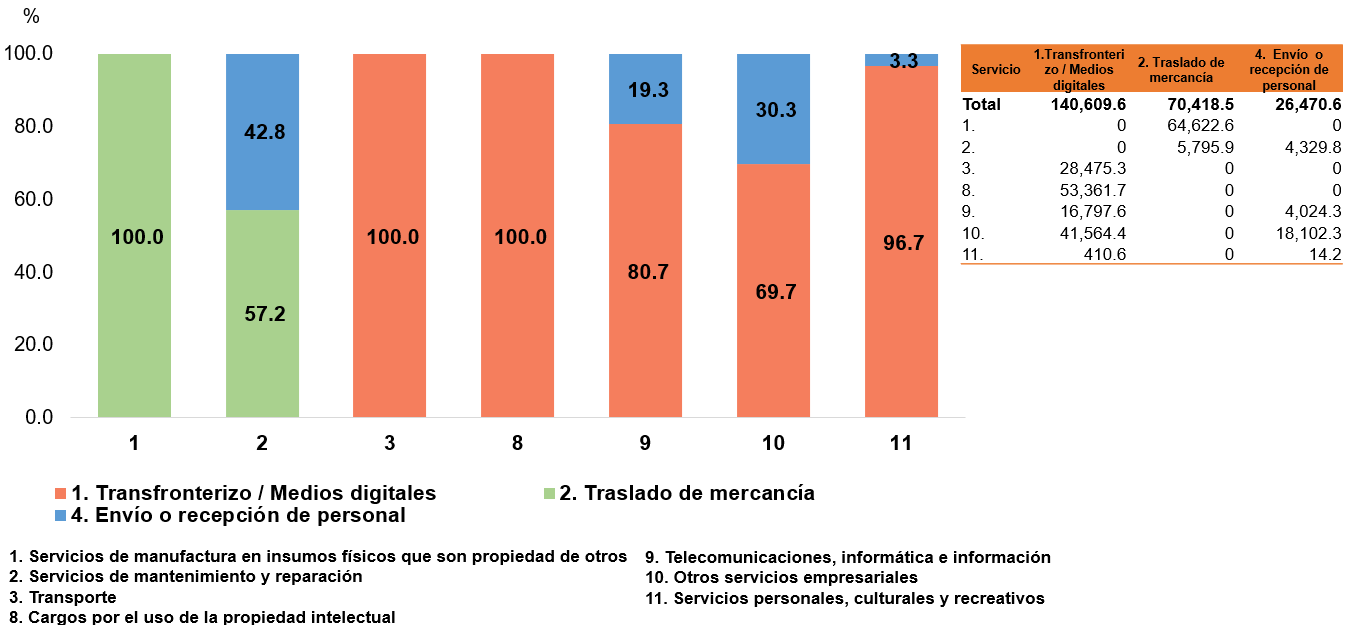 %
100.0
80.0
60.0
40.0
20.0
0.0
100.0
42.8
57.2
100.0
100.0
19.3
80.7
30.3
69.7
3.3
96.7
1 2 3 8 9 10 11
1. Transfronterizo / Medios digitales
2. Traslado de mercancía
4. Envío o recepción de personal
Servicio
1.Transfronteri
zo / Medios
digitales
2. Traslado de
mercancía
4. Envío o
recepción de
personal
Total 140,609.6 70,418.5 26,470.6
1. 0 64,622.6 0
2. 0 5,795.9 4,329.8
3. 28,475.3 0 0
8. 53,361.7 0 0
9. 16,797.6 0 4,024.3
10. 41,564.4 0 18,102.3
11. 410.6 0 14.2
1. Servicios de manufactura en insumos físicos que son propiedad de otros
2. Servicios de mantenimiento y reparación
3. Transporte
8. Cargos por el uso de la propiedad intelectual
9. Telecomunicaciones, informática e información
10. Otros servicios empresariales
11. Servicios personales, culturales y recreativos